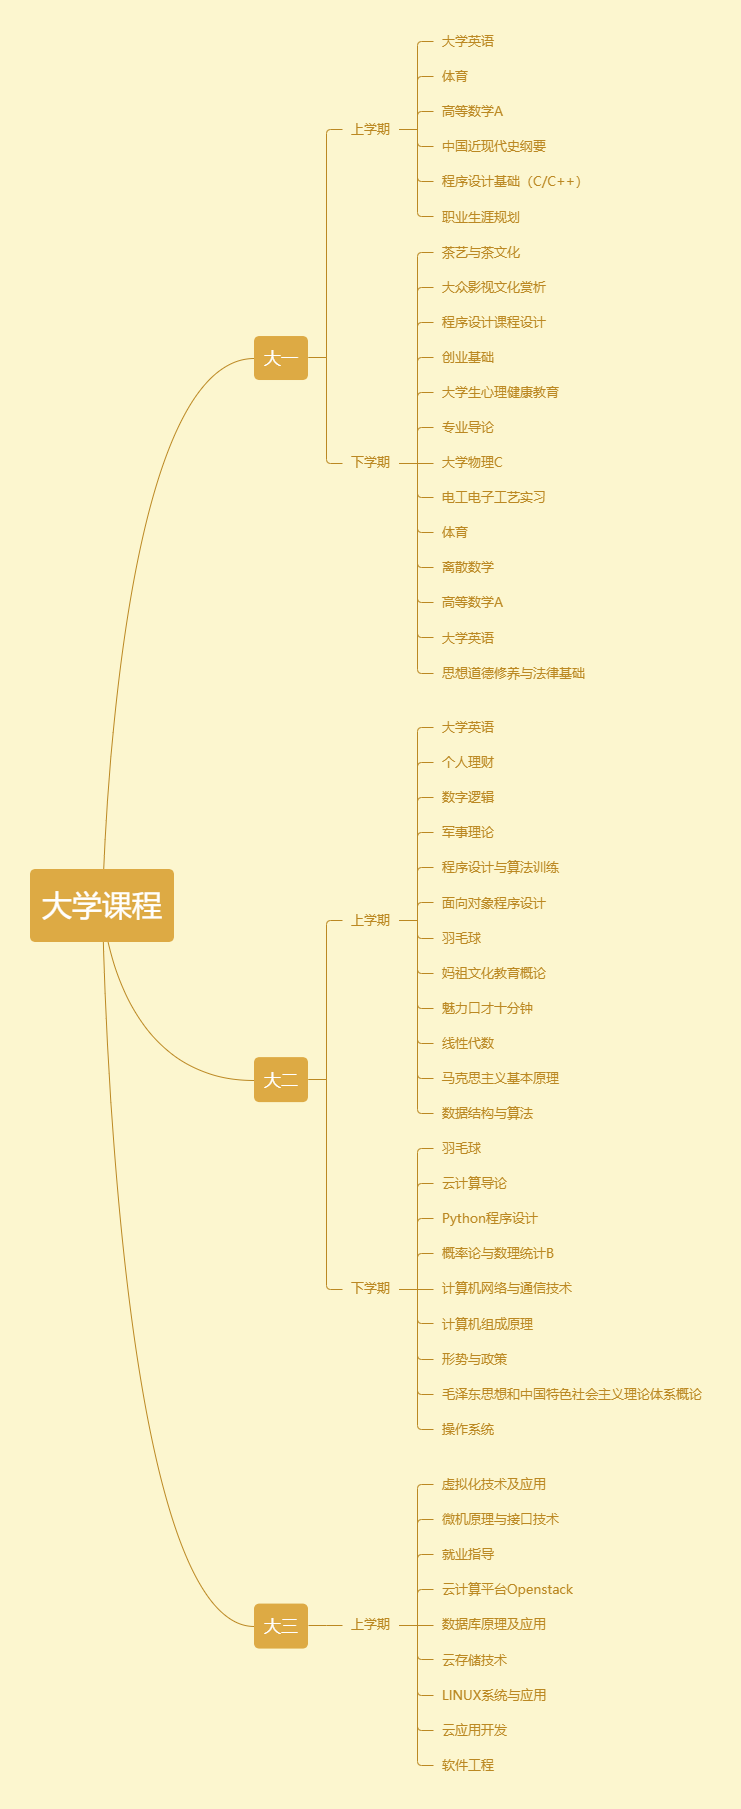 大学课程
大一
上学期
大学英语
体育
高等数学A
中国近现代史纲要
程序设计基础（C/C++）
职业生涯规划
下学期
茶艺与茶文化
大众影视文化赏析
程序设计课程设计
创业基础
大学生心理健康教育
专业导论
大学物理C
电工电子工艺实习
体育
离散数学
高等数学A
大学英语
思想道德修养与法律基础
大二
上学期
大学英语
个人理财
数字逻辑
军事理论
程序设计与算法训练
面向对象程序设计
羽毛球
妈祖文化教育概论
魅力口才十分钟
线性代数
马克思主义基本原理
数据结构与算法
下学期
羽毛球
云计算导论
Python程序设计
概率论与数理统计B
计算机网络与通信技术
计算机组成原理
形势与政策
毛泽东思想和中国特色社会主义理论体系概论
操作系统
大三
上学期
虚拟化技术及应用
微机原理与接口技术
就业指导
云计算平台Openstack
数据库原理及应用
云存储技术
LINUX系统与应用
云应用开发
软件工程